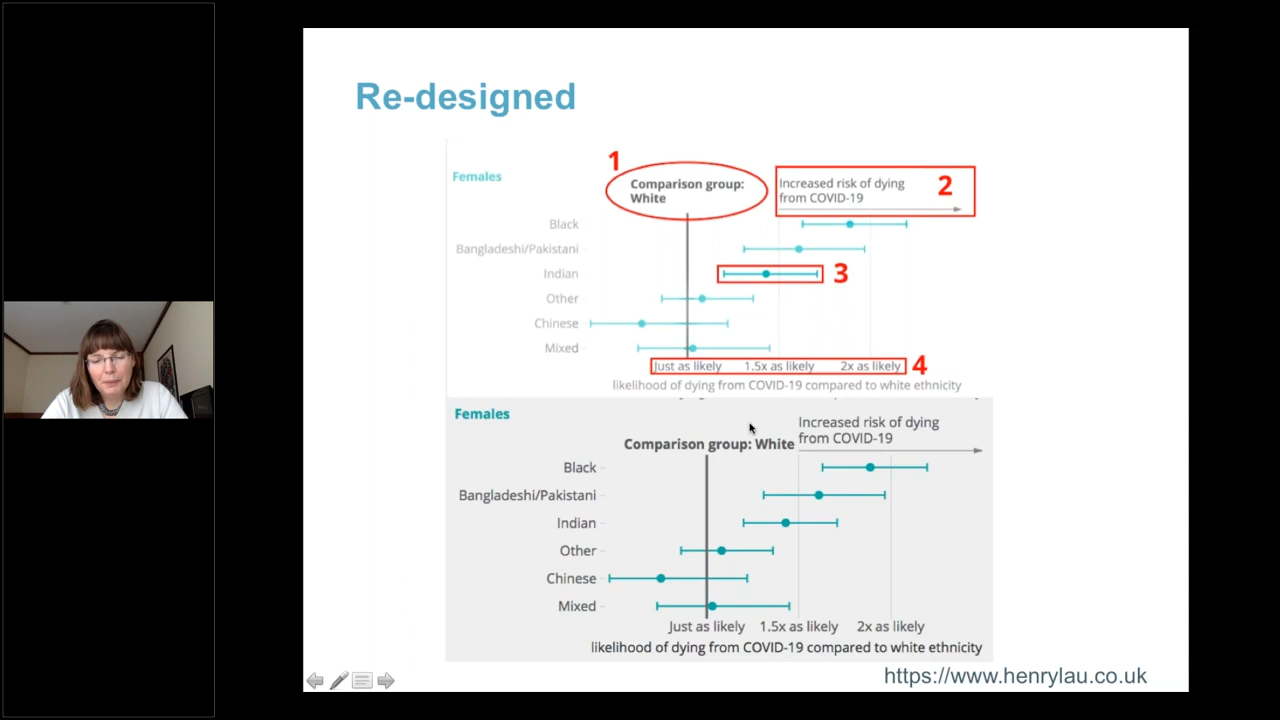 Re-designed
1
Females
Comparison group:
White
Increased risk of dying
from COVID-19
2
Black
Bangladeshi/Pakistani
Indian
3
Other
Chinese
Mixed
Just as likely 1.5x as likely 2x as likely
4
likelihood of dying from COVID-19 compared to white ethnicity
Females
Increased risk of dying
from COVID-19
Comparison group: White
Black
Bangladeshi/Pakistani
Indian
Other
Chinese
Mixed
Just as likely 1.5x as likely 2x as likely
likelihood of dying from COVID-19 compared to white ethnicity
https://www.henrylau.co.uk